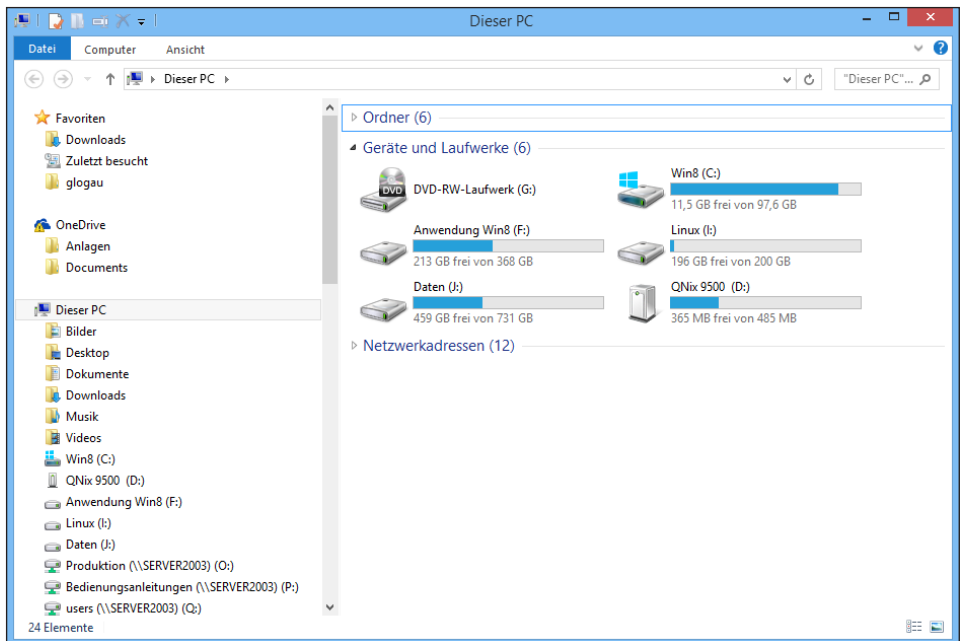 Dieser PC
Datei Computer Ansicht
Dieser PC
"Dieser PC"...
Favoriten
Downloads
Zuletzt besucht
glogau
OneDrive
Anlagen
Documents
Dieser PC
Bilder
Desktop
Dokumente
Downloads
Musik
Videos
Win8 (C:)
QNix 9500 (D:)
Anwendung Win8 (F:)
Linux (I:)
Daten (J:)
Produktion (\\SERVER2003) (O:)
Bedienungsanleitungen (\\SERVER2003) (P:)
users (\\SERVER2003) (Q:)
Ordner (6)
Geräte und Laufwerke (6)
DVD
DVD-RW-Laufwerk (G:)
Win8 (C:)
11,5 GB frei von 97,6 GB
Anwendung Win8 (F:)
213 GB frei von 368 GB
Linux (I:)
196 GB frei von 200 GB
Daten (J:)
459 GB frei von 731 GB
QNix 9500 (D:)
365 MB frei von 485 MB
Netzwerkadressen (12)
24 Elemente